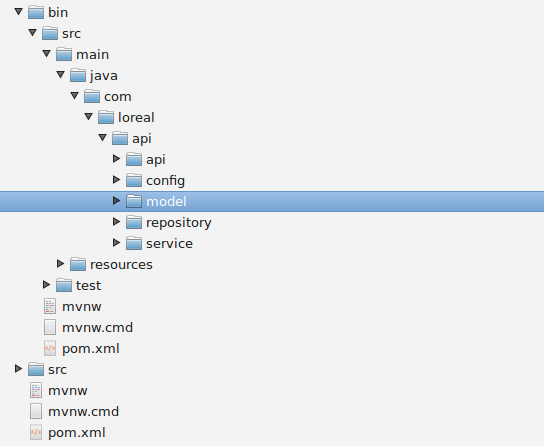 bin
src
main
java
com
loreal
api
api
config
model
repository
service
resources
test
mvnw
mvnw.cmd
pom.xml
src
mvnw
mvnw.cmd
pom.xml